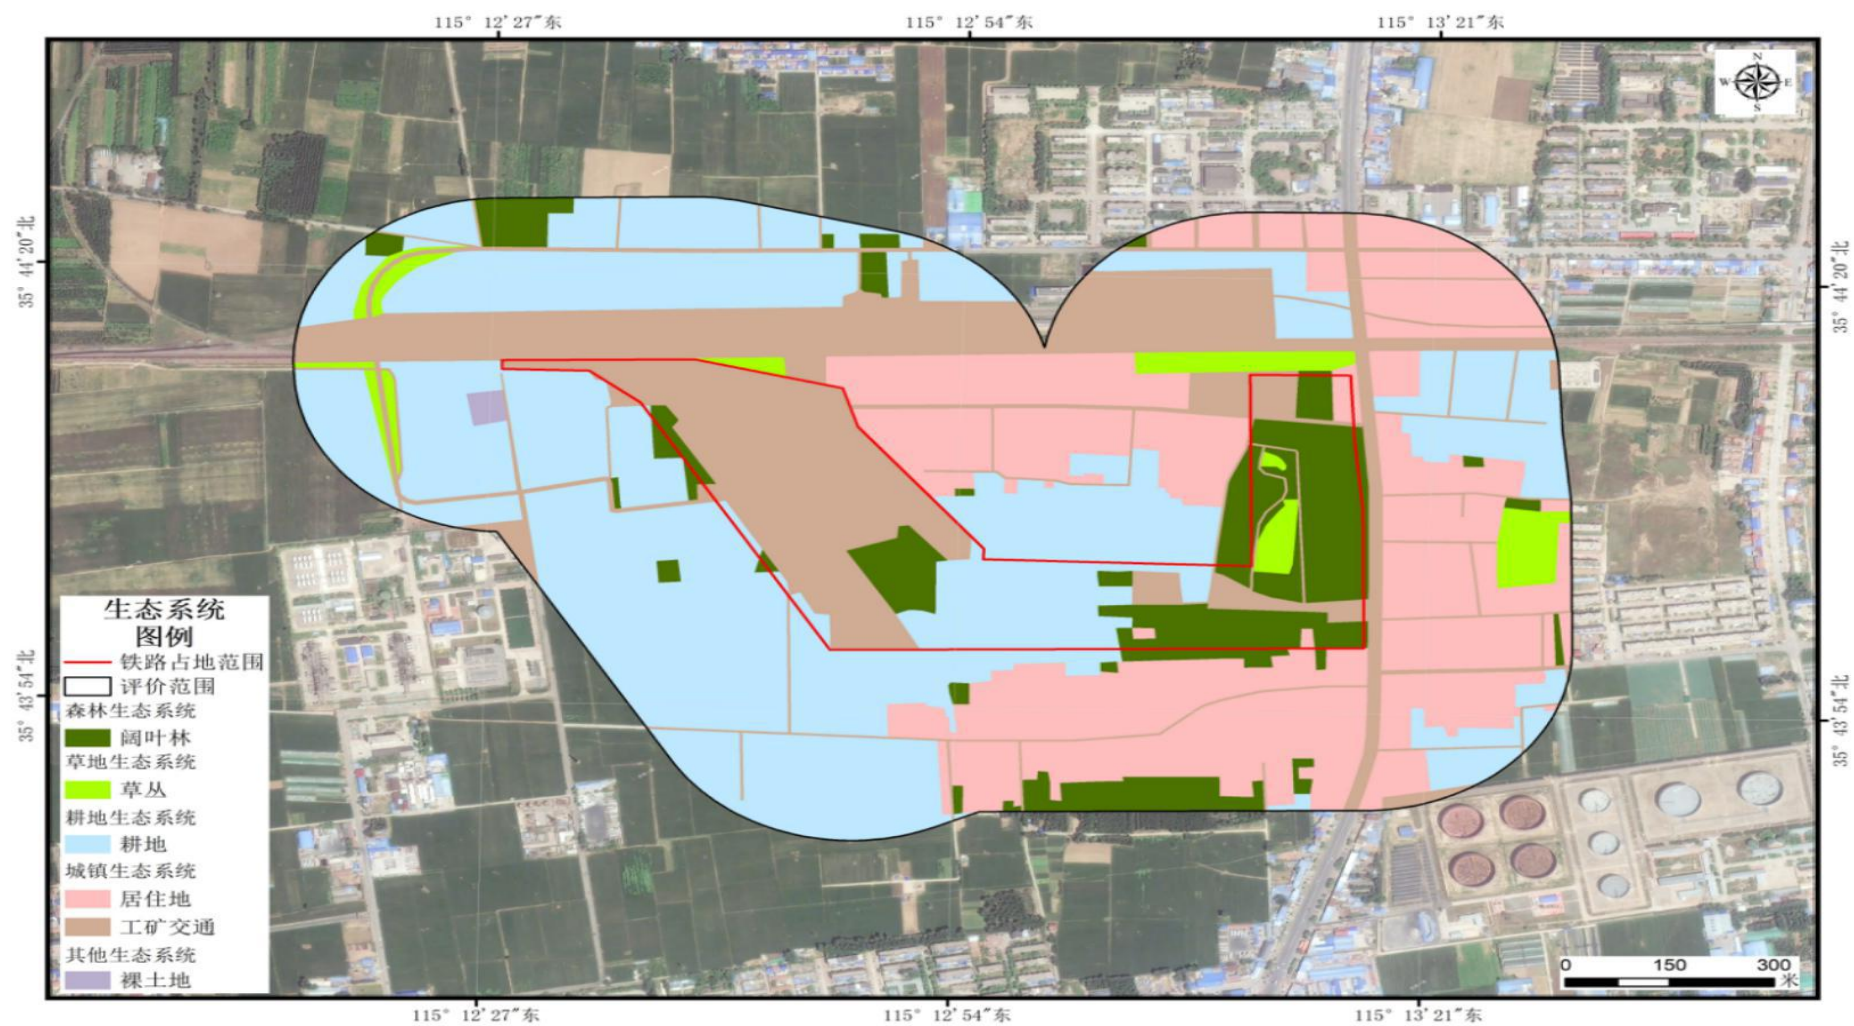 115° 12'27"东 115° 12'54"东 115° 13'21"东
N
W E
S
35° 44'20"北
35° 44'20"北
35° 43'54"北
35° 43'54"北
生态系统
图例
铁路占地范围
评价范围
森林生态系统
阔叶林
草地生态系统
草丛
耕地生态系统
耕地
城镇生态系统
居住地
工矿交通
其他生态系统
裸土地
0 150 300
米
115° 12'27"东 115° 12'54"东 115° 13'21"东